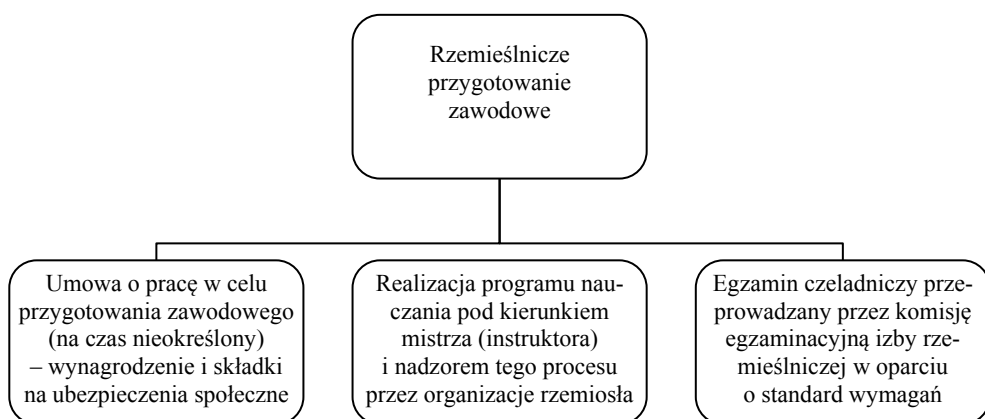 Rzemieślnicze
przygotowanie
zawodowe
Umowa o pracę w celu
przygotowania zawodowego
(na czas nieokreślony)
– wynagrodzenie i składki
na ubezpieczenia społeczne
Realizacja programu nau-
czania pod kierunkiem
mistrza (instruktora)
i nadzorem tego procesu
przez organizacje rzemiosła
Egzamin czeladniczy prze-
prowadzany przez komisję
egzaminacyjną izby rze-
mieślniczej w oparciu
o standard wymagań